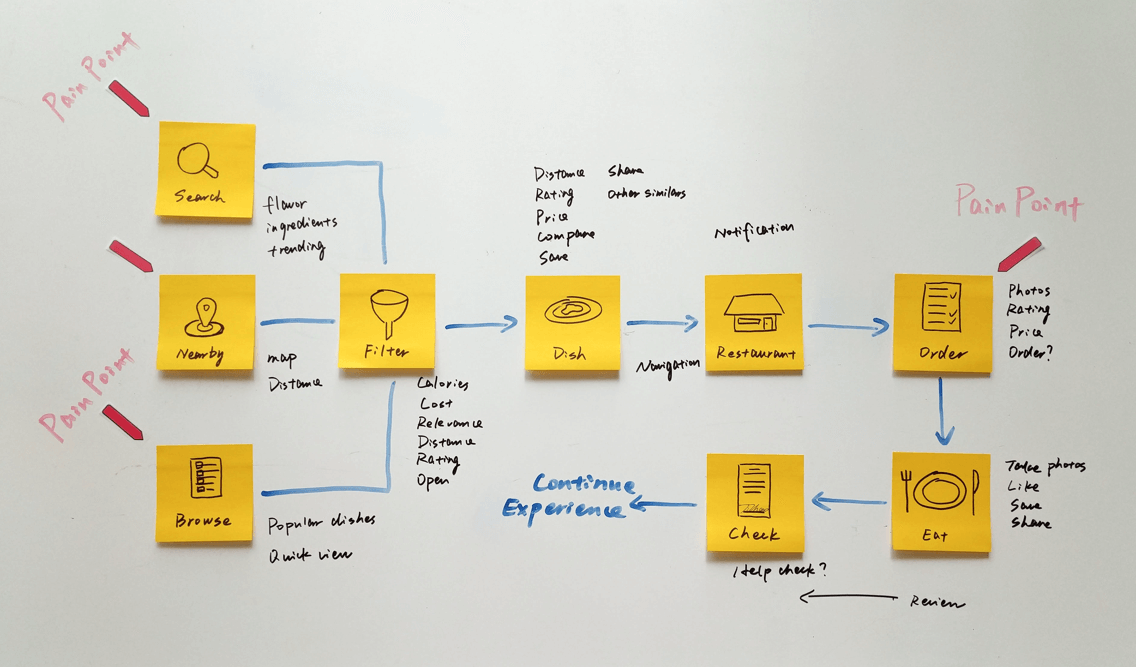 Pain Point
Search
flavor
ingredients
trending
Nearby
map
Distance
Pain Point
Browse
Popular dishes
Quick view
Filter
Calories
Cost
Relevance
Distance
Rating
Open
Distance
Rating
Price
Compare
Save
Share
Other similars
Dish
Navigation
Notification
Restaurant
Pain Point
Order
Photos
Rating
Price
Order?
Eat
Take photos
Like
Save
Share
Check
Help check?
Review
Continue
Experience